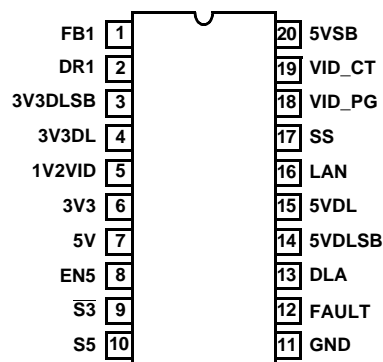 FB1 1 20 5VSB
DR1 2 19 VID_CT
3V3DLSB 3 18 VID_PG
3V3DL 4 17 SS
1V2VID 5 16 LAN
3V3 6 15 5VDL
5V 7 14 5VDLSB
EN5 8 13 DLA
S̅3̅ 9 12 FAULT
S5 10 11 GND